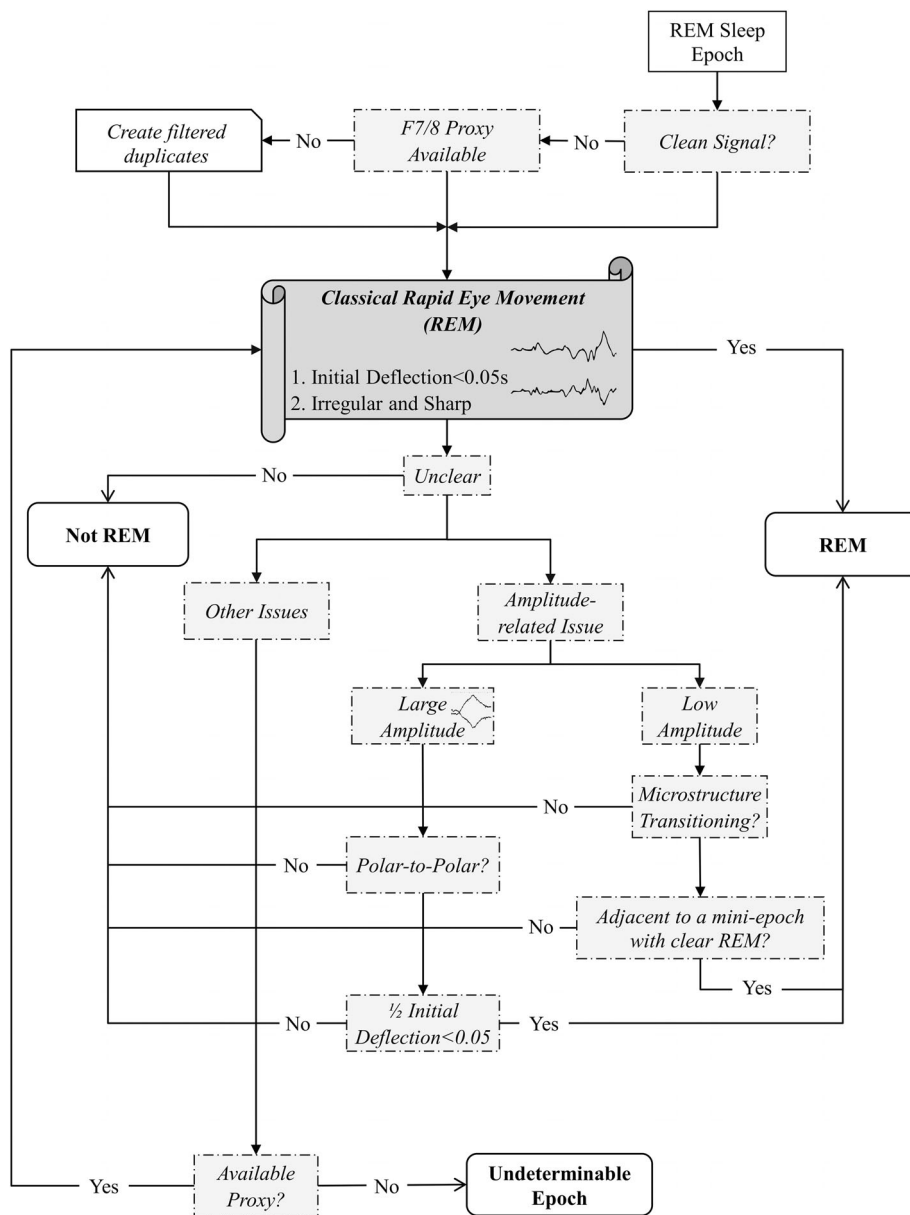 REM Sleep
Epoch
Create filtered
duplicates
No
F7/8 Proxy
Available
No
Clean Signal?
Classical Rapid Eye Movement
(REM)
1. Initial Deflection<0.05s
2. Irregular and Sharp
Yes
No
Unclear
Not REM
REM
Other Issues
Amplitude-
related Issue
Large
Amplitude
Low
Amplitude
No
Microstructure
Transitioning?
No
Polar-to-Polar?
No
Adjacent to a mini-epoch
with clear REM?
Yes
No
½ Initial
Deflection<0.05
Yes
Yes
Available
Proxy?
No
Undeterminable
Epoch